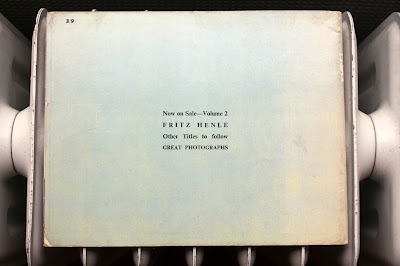 39
Now on Sale—Volume 2
FRITZ HENLE
Other Titles to follow
GREAT PHOTOGRAPHS